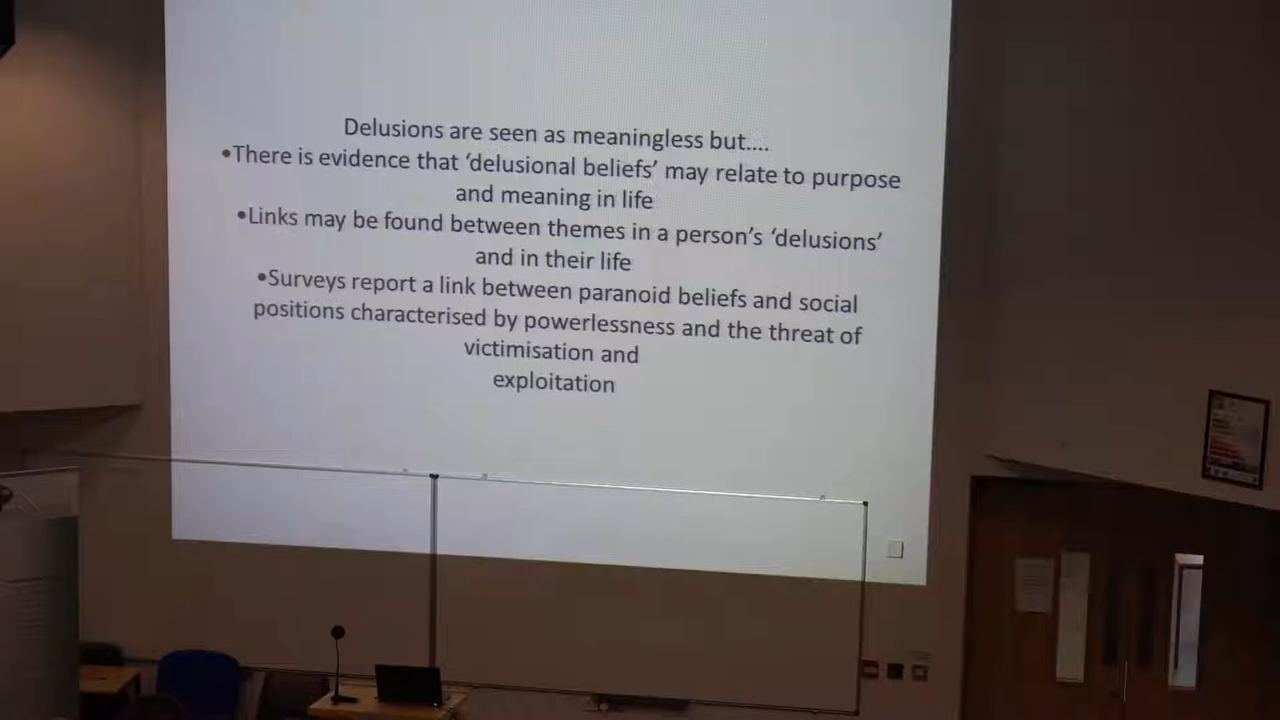 Delusions are seen as meaningless but....
•There is evidence that ‘delusional beliefs’ may relate to purpose
and meaning in life
•Links may be found between themes in a person’s ‘delusions’
and in their life
•Surveys report a link between paranoid beliefs and social
positions characterised by powerlessness and the threat of
victimisation and
exploitation